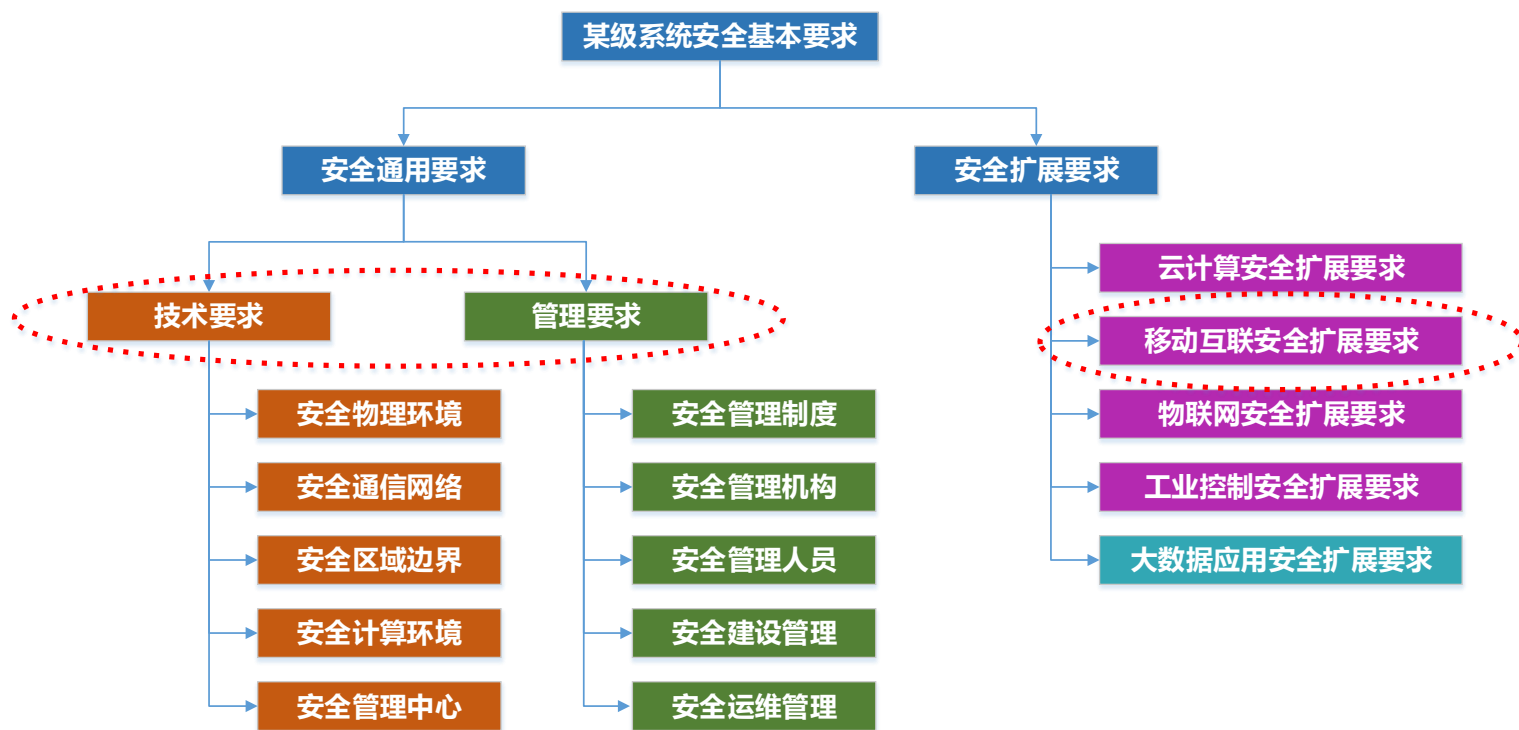 某级系统安全基本要求
安全通用要求
安全扩展要求
技术要求
管理要求
安全物理环境
安全通信网络
安全区域边界
安全计算环境
安全管理中心
安全管理制度
安全管理机构
安全管理人员
安全建设管理
安全运维管理
云计算安全扩展要求
移动互联安全扩展要求
物联网安全扩展要求
工业控制安全扩展要求
大数据应用安全扩展要求